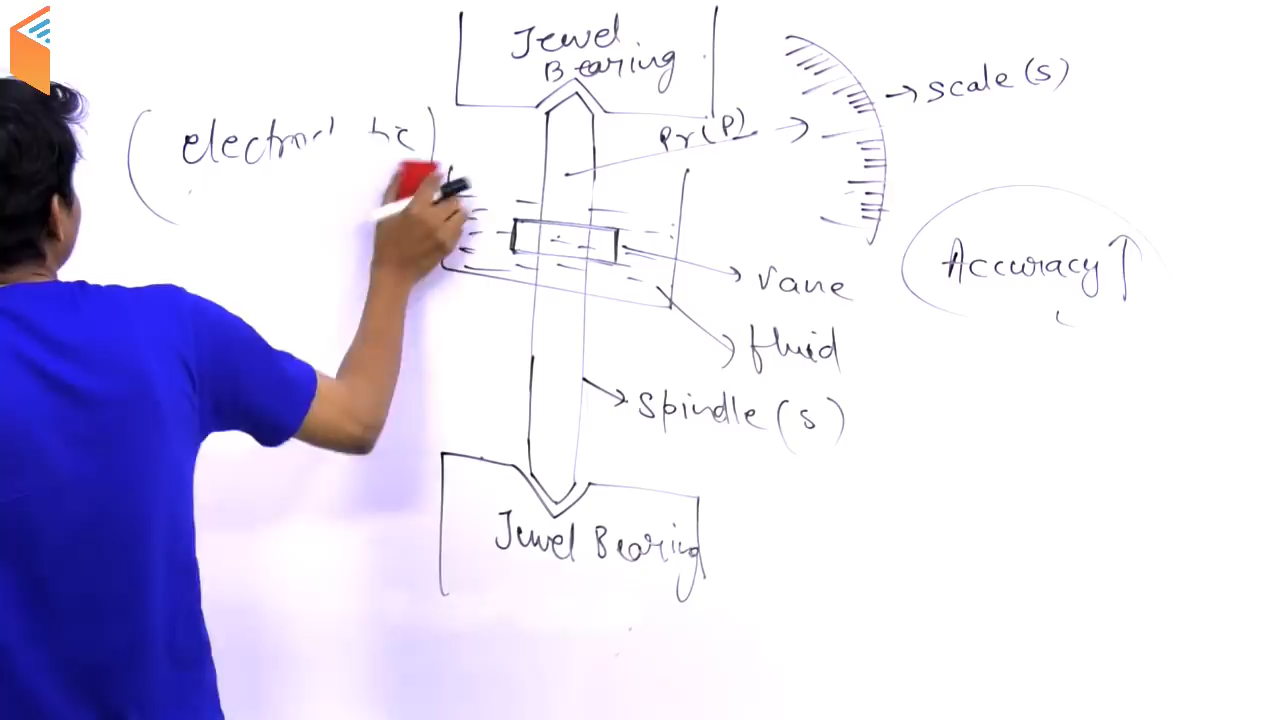 Jewel
Bearing
scale (s)
Pr (P)
Accuracy
vane
fluid
spindle (s)
Jewel Bearing